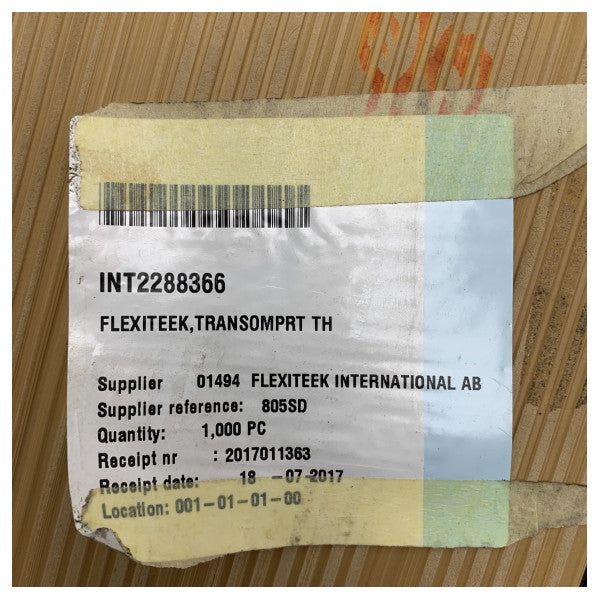 INT2288366
FLEXITEEK,TRANSOMPRT TH
Supplier 01494 FLEXITEEK INTERNATIONAL AB
Supplier reference: 805SD
Quantity: 1,000 PC
Receipt nr : 2017011363
Receipt date: 18 -07-2017
Location: 001-01-01-00